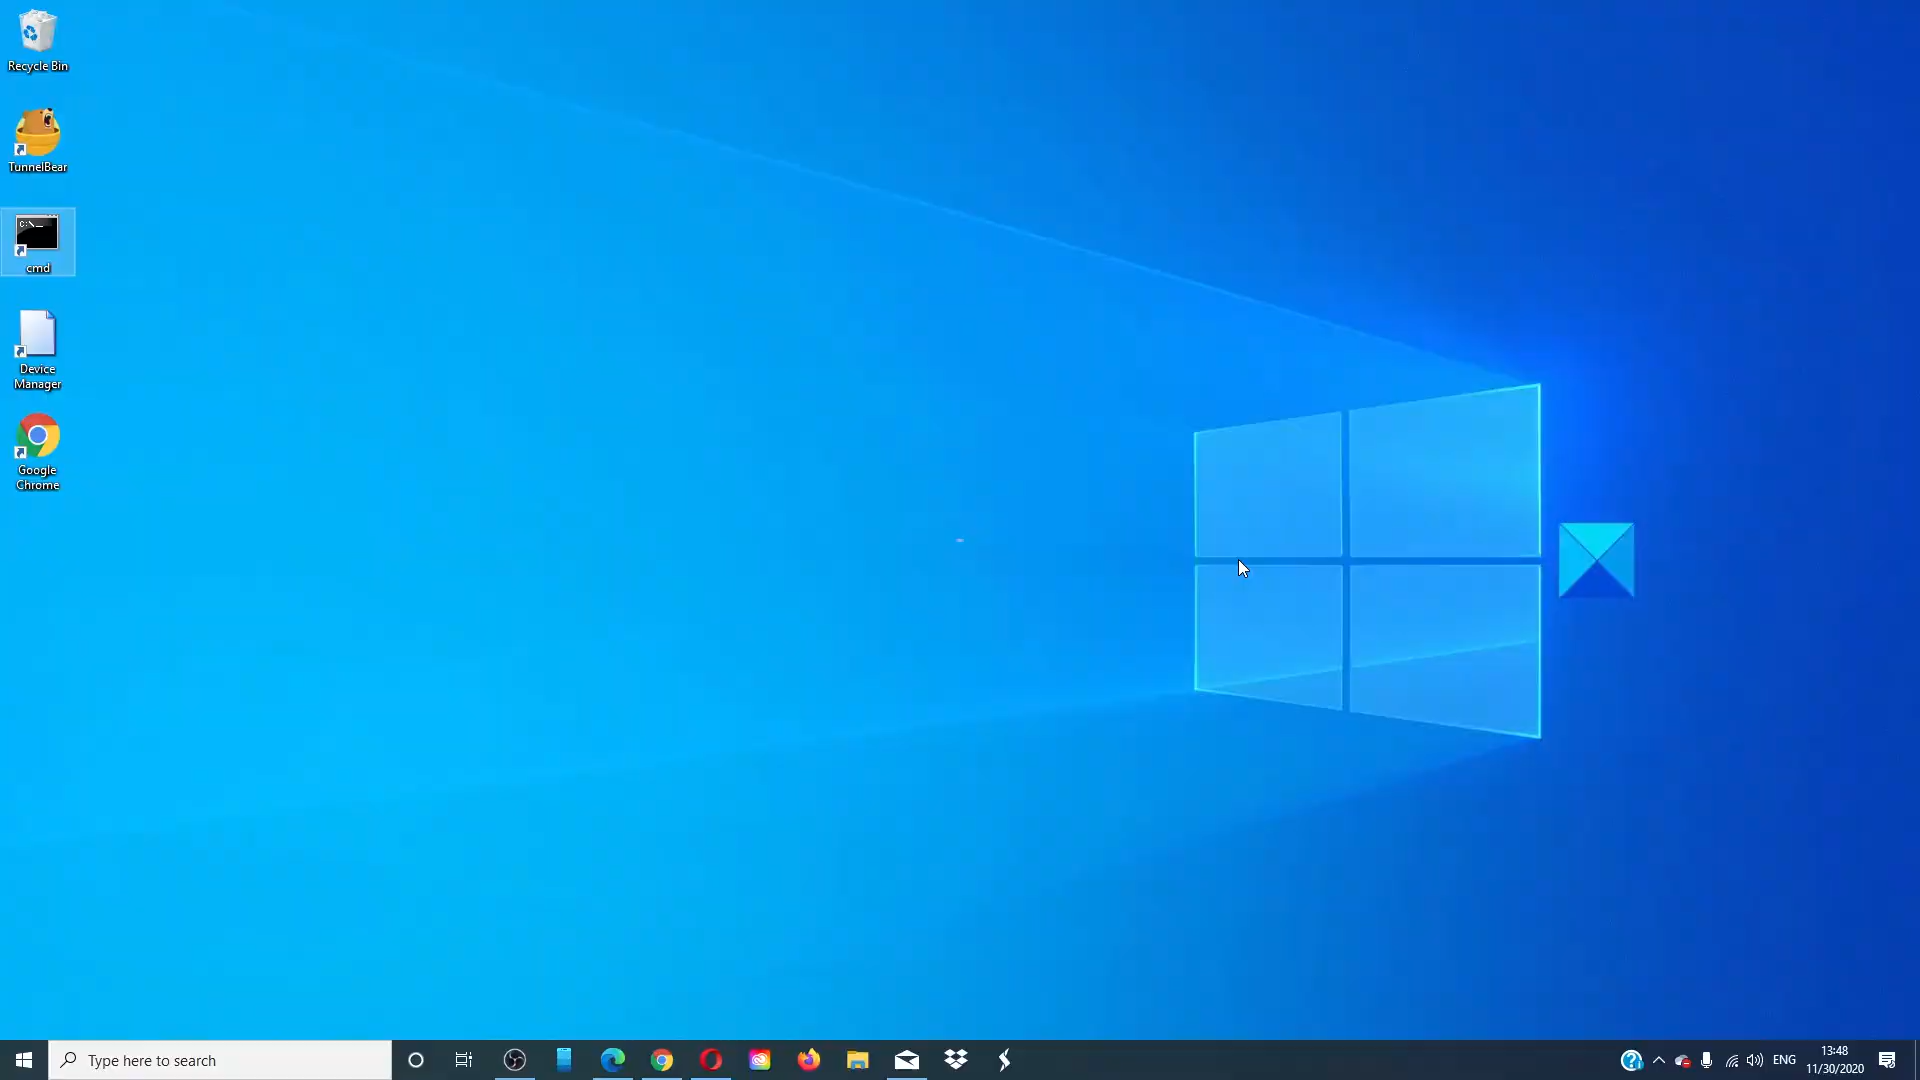 Recycle Bin
TunnelBear
C:\_
cmd
Device
Manager
Google
Chrome
Type here to search
ENG
13:48
11/30/2020